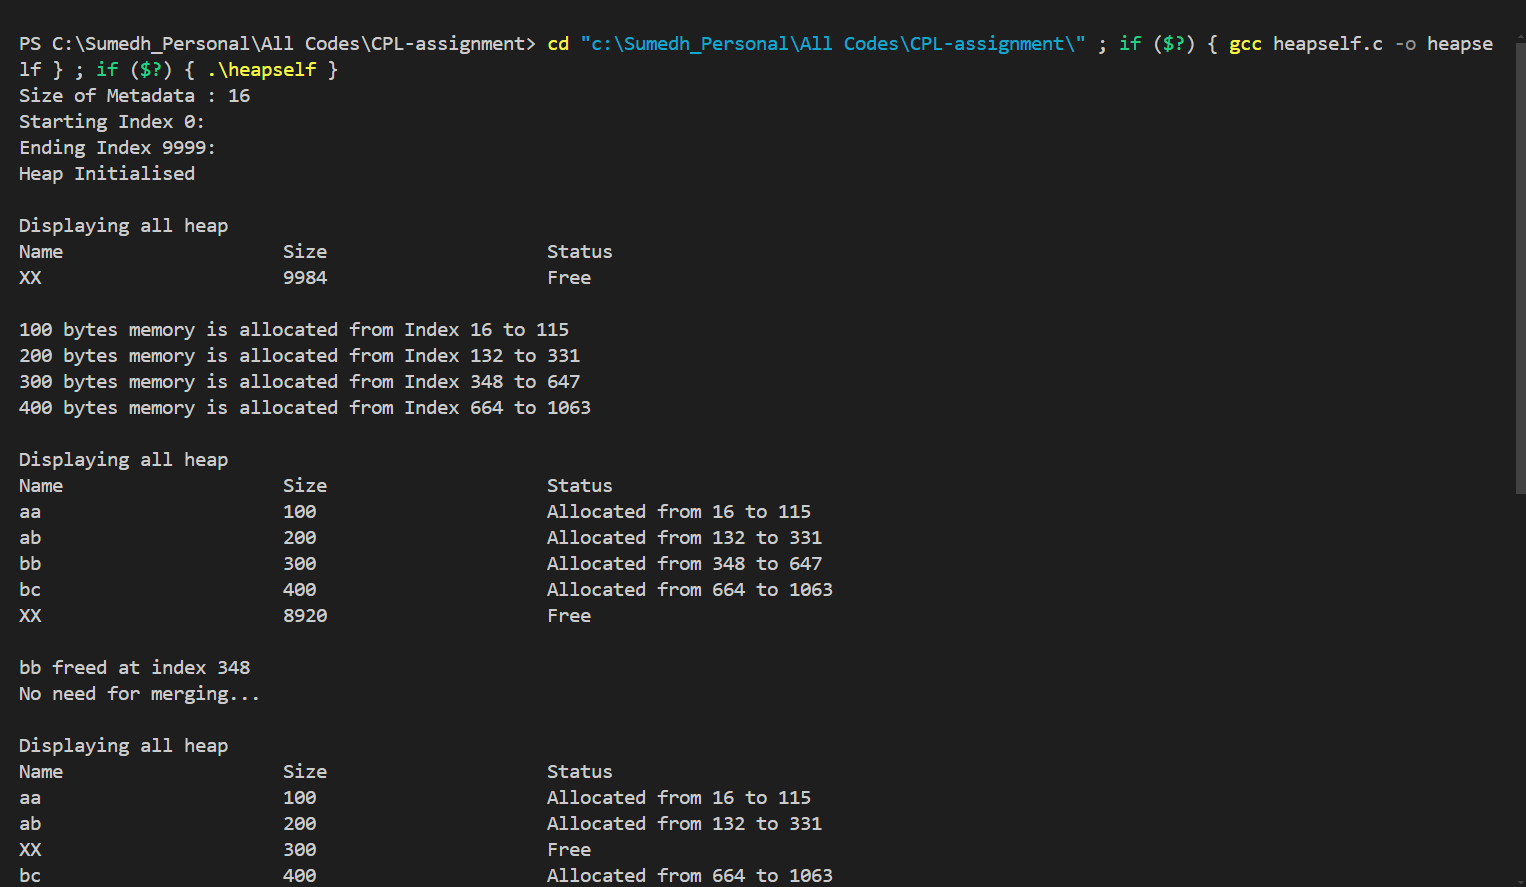 PS C:\Sumedh_Personal\All Codes\CPL-assignment> cd "c:\Sumedh_Personal\All Codes\CPL-assignment\" ; if ($?) { gcc heapself.c -o heapse
lf } ; if ($?) { .\heapself }
Size of Metadata : 16
Starting Index 0:
Ending Index 9999:
Heap Initialised
Displaying all heap
Name Size Status
XX 9984 Free
100 bytes memory is allocated from Index 16 to 115
200 bytes memory is allocated from Index 132 to 331
300 bytes memory is allocated from Index 348 to 647
400 bytes memory is allocated from Index 664 to 1063
Displaying all heap
Name Size Status
aa 100 Allocated from 16 to 115
ab 200 Allocated from 132 to 331
bb 300 Allocated from 348 to 647
bc 400 Allocated from 664 to 1063
XX 8920 Free
bb freed at index 348
No need for merging...
Displaying all heap
Name Size Status
aa 100 Allocated from 16 to 115
ab 200 Allocated from 132 to 331
XX 300 Free
bc 400 Allocated from 664 to 1063